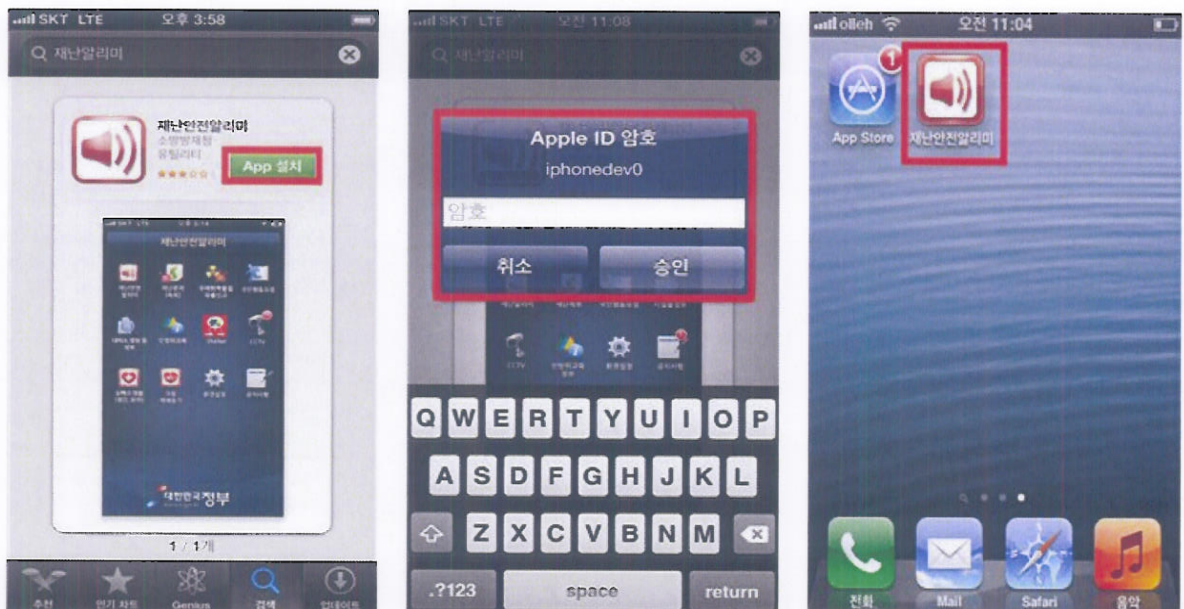 SKT LTE 오후 3:58
재난알리미
재난안전알리미
소방방재청
유틸리티
App 설치
재난안전알리미
CCTV
대한민국정부
1 / 1개
추천 인기 차트 Genius 검색 업데이트
SKT LTE 오전 11:08
재난알리미
Apple ID 암호
iphonedev0
암호
취소 승인
CCTV
Q W E R T Y U I O P
A S D F G H J K L
Z X C V B N M
.?123 space return
olleh 오전 11:04
1
App Store 재난안전알리미
전화 Mail Safari 음악